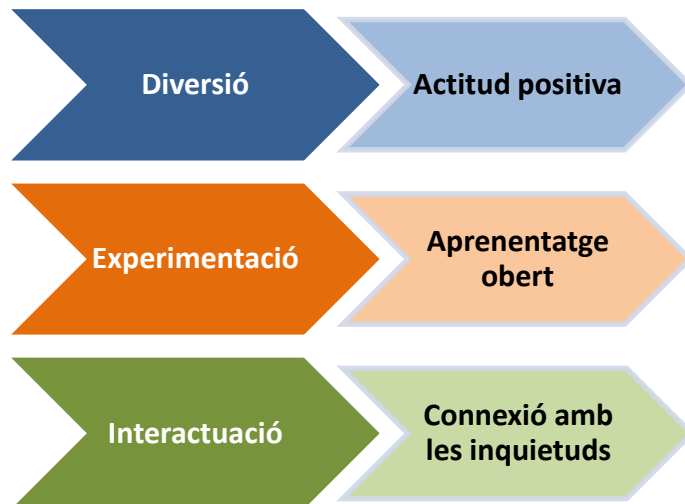 Diversió
Actitud positiva
Experimentació
Aprenentatge
obert
Interactuació
Connexió amb
les inquietuds